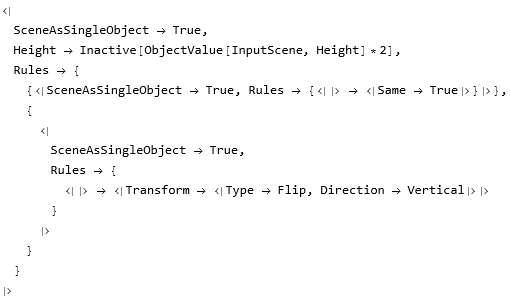 <|
SceneAsSingleObject → True,
Height → Inactive[ObjectValue[InputScene, Height] * 2],
Rules → {
{<|SceneAsSingleObject → True, Rules → {<| |> → <|Same → True|>}|>},
{
<|
SceneAsSingleObject → True,
Rules → {
<| |> → <|Transform → <|Type → Flip, Direction → Vertical|>|>
}
|>
}
}
|>